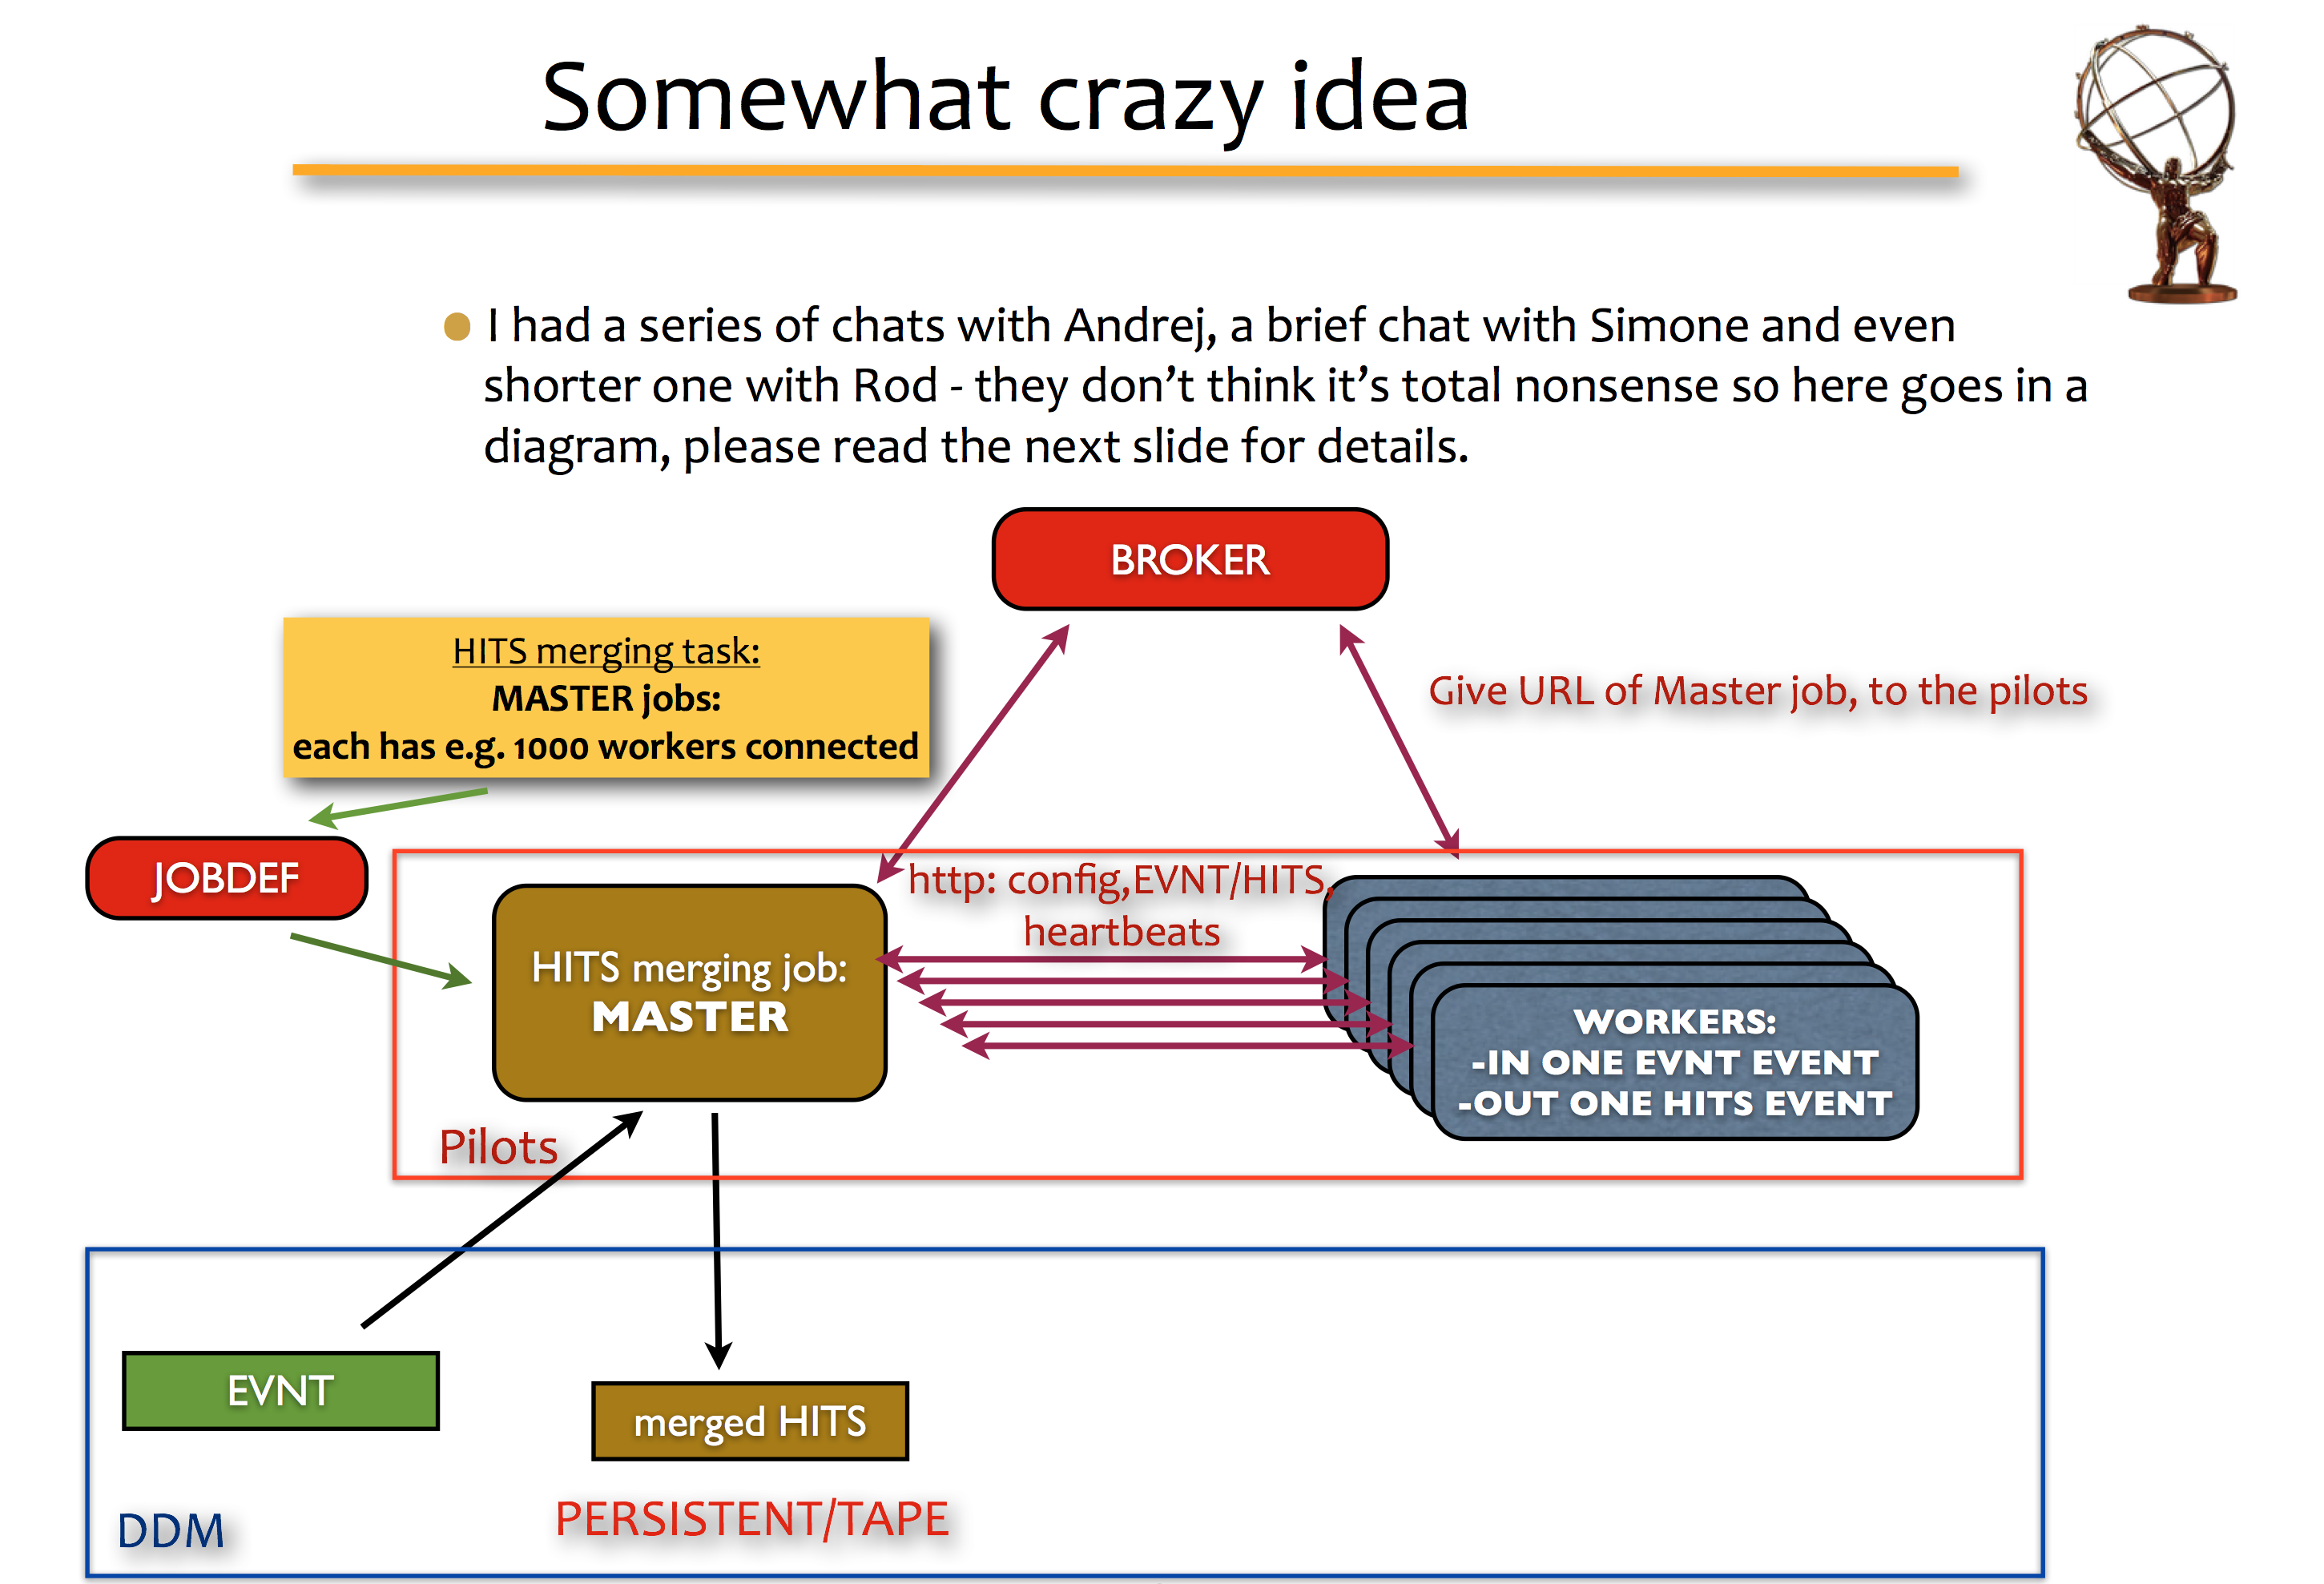 Somewhat crazy idea
I had a series of chats with Andrej, a brief chat with Simone and even
shorter one with Rod - they don't think it's total nonsense so here goes in a
diagram, please read the next slide for details.
BROKER
HITS merging task:
MASTER jobs:
each has e.g. 1000 workers connected
Give URL of Master job, to the pilots
JOBDEF
http: config,EVNT/HITS,
heartbeats
HITS merging job:
MASTER
WORKERS:
-IN ONE EVNT EVENT
-OUT ONE HITS EVENT
Pilots
EVNT
merged HITS
PERSISTENT/TAPE
DDM